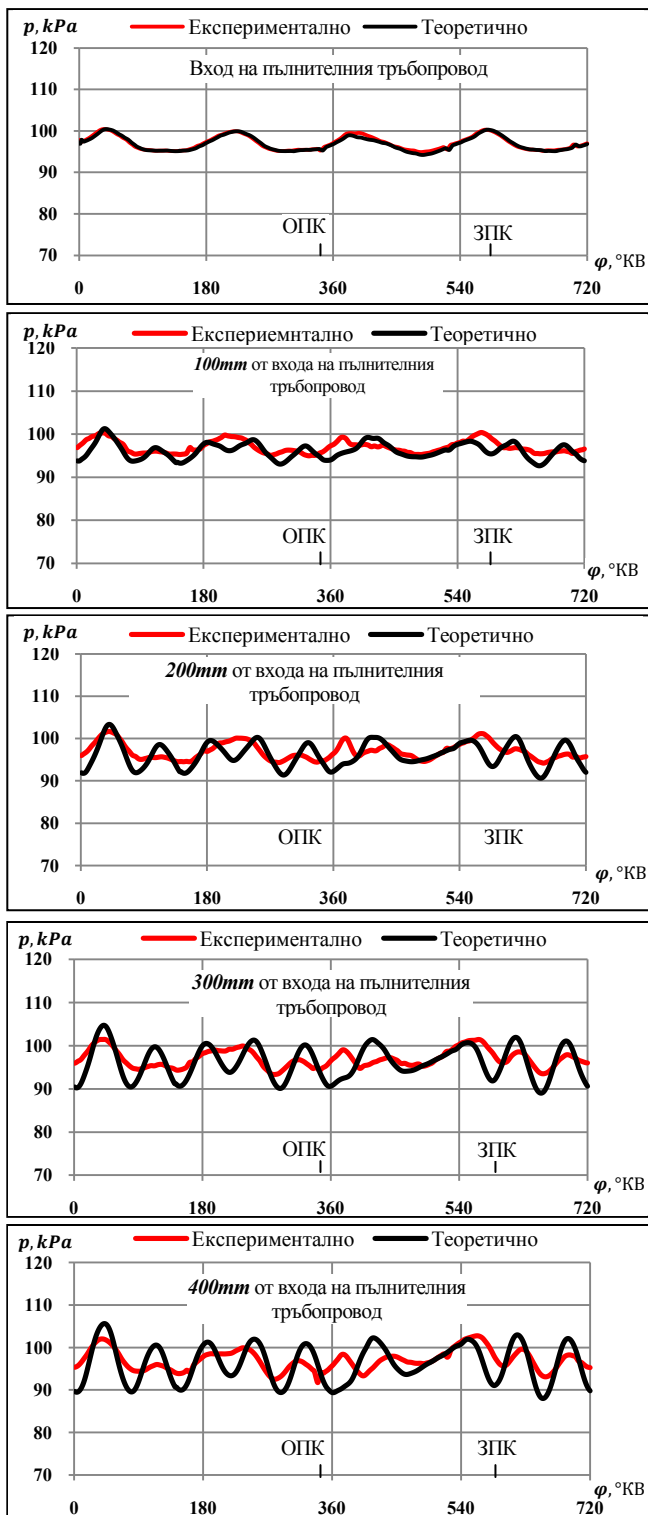 p, kPa
Експериментално Теоретично
120
Вход на пълнителния тръбопровод
110
100
90
80
ОПК ЗПК
70
φ, °КВ
0 180 360 540 720
p, kPa
Експериемнтално Теоретично
120
100mm от входа на пълнителния
тръбопровод
110
100
90
80
ОПК ЗПК
70
φ, °КВ
0 180 360 540 720
p, kPa
Експериментално Теоретично
120
200mm от входа на пълнителния
тръбопровод
110
100
90
80
ОПК ЗПК
70
φ, °КВ
0 180 360 540 720
p, kPa
Експериментално Теоретично
120
300mm от входа на пълнителния
тръбопровод
110
100
90
80
ОПК ЗПК
70
φ, °КВ
0 180 360 540 720
p, kPa
Експериментално Теоретично
120
400mm от входа на пълнителния
тръбопровод
110
100
90
80
ОПК ЗПК
70
φ, °КВ
0 180 360 540 720